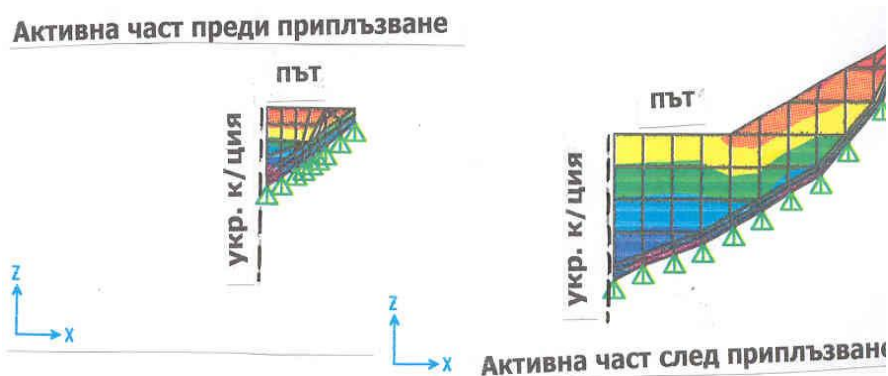 Активна част преди приплъзване
път
укр. к/ция
Z
X
път
укр. к/ция
Z
X
Активна част след приплъзване